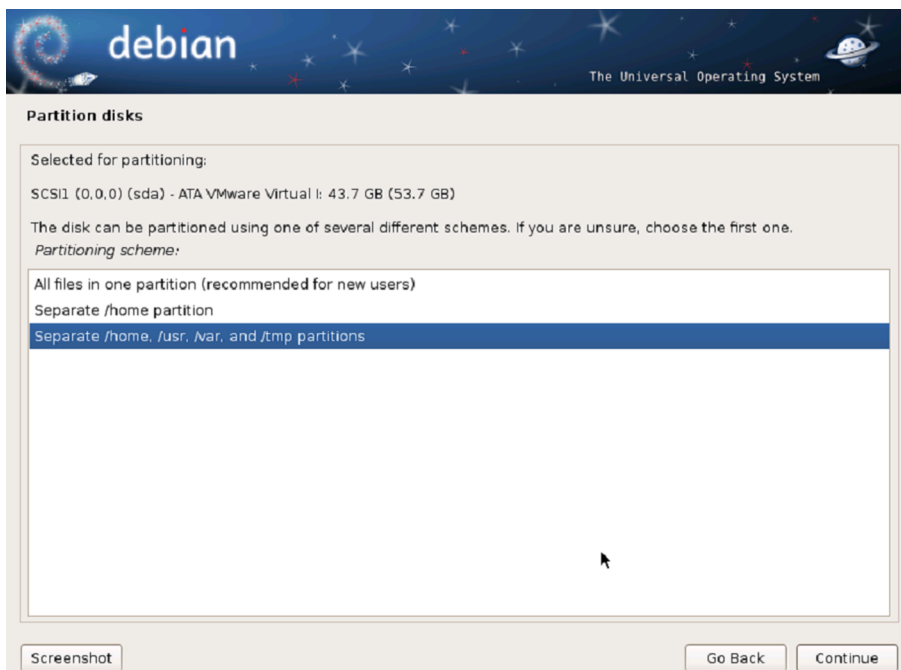 debian
The Universal Operating System
Partition disks
Selected for partitioning:
SCSI1 (0,0,0) (sda) - ATA VMware Virtual I: 43.7 GB (53.7 GB)
The disk can be partitioned using one of several different schemes. If you are unsure, choose the first one.
Partitioning scheme:
All files in one partition (recommended for new users)
Separate /home partition
Separate /home, /usr, /var, and /tmp partitions
Screenshot
Go Back
Continue